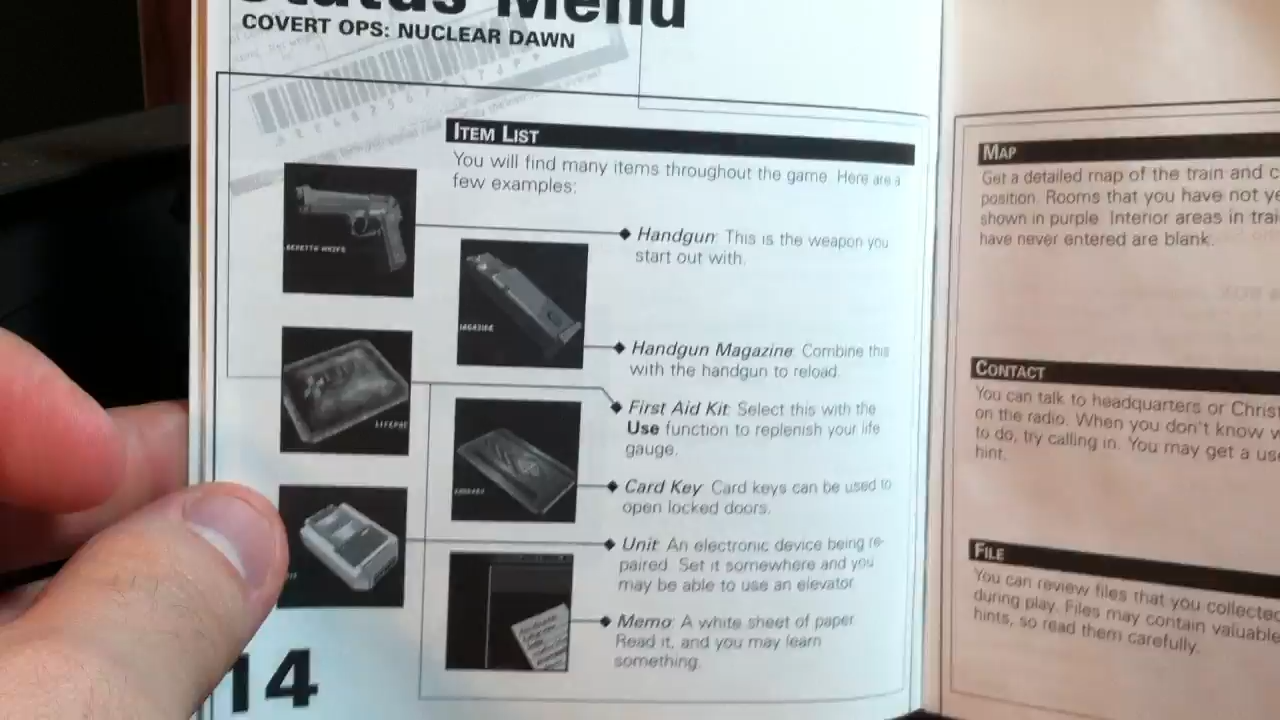 Status Menu
COVERT OPS: NUCLEAR DAWN
ITEM LIST
You will find many items throughout the game. Here are a
few examples:
BERETTA M92FS
Handgun: This is the weapon you
start out with.
MAGAZINE
Handgun Magazine: Combine this
with the handgun to reload.
First Aid Kit: Select this with the
Use function to replenish your life
gauge.
Card Key: Card keys can be used to
open locked doors.
Unit: An electronic device being re-
paired. Set it somewhere and you
may be able to use an elevator.
Memo: A white sheet of paper.
Read it, and you may learn
something.
14
MAP
Get a detailed map of the train and
position. Rooms that you have not
shown in purple. Interior areas in
have never entered are blank.
CONTACT
You can talk to headquarters or
on the radio. When you don't know
to do, try calling in. You may get a
hint.
FILE
You can review files that you collected
during play. Files may contain valuable
hints, so read them carefully.